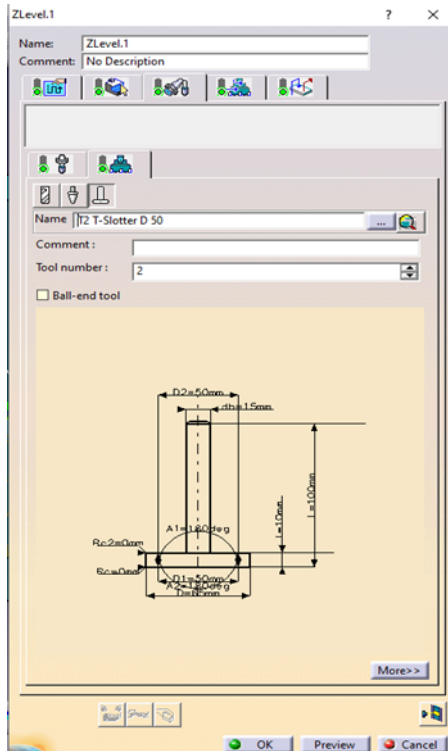 ZLevel.1
? ×
Name: ZLevel.1
Comment: No Description
Name T2 T-Slotter D 50
...
Comment :
Tool number : 2
Ball-end tool
D2=50mm
db=15mm
A1=180deg
l=10mm
L=100mm
Rc2=0mm
Rc=0mm
D1=50mm
A2=180deg
More>>
OK Preview Cancel